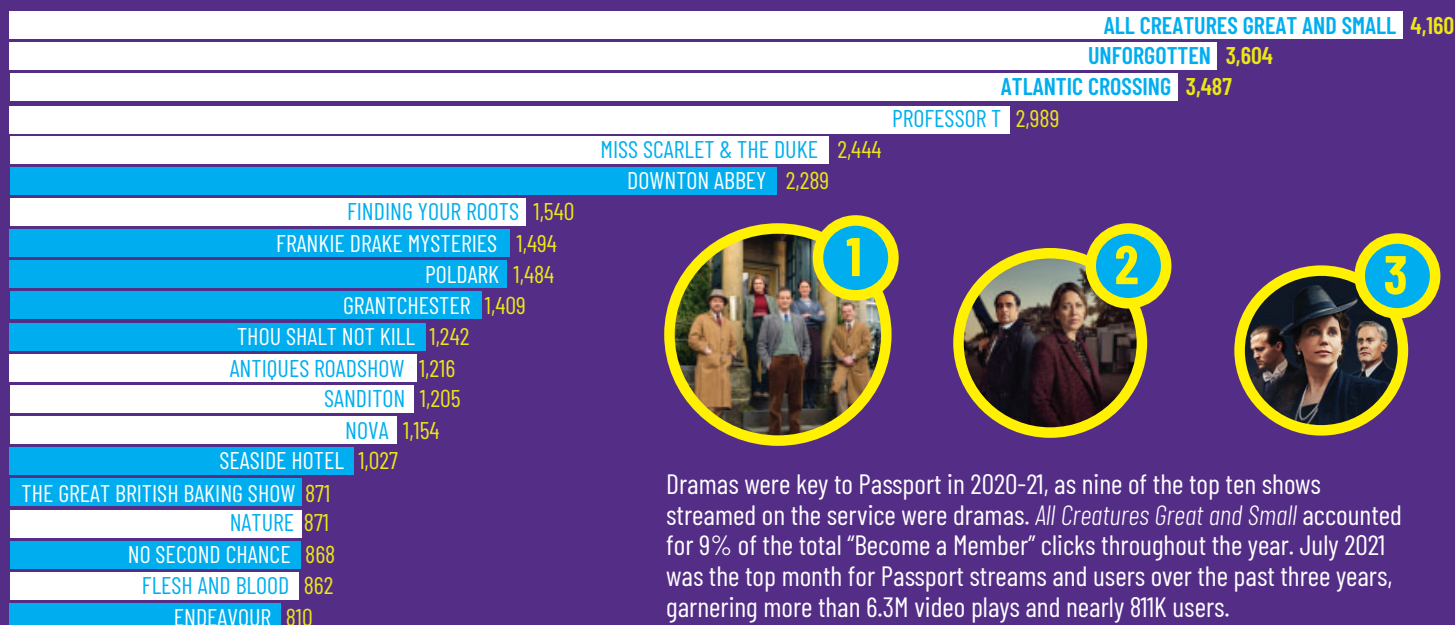 ALL CREATURES GREAT AND SMALL 4,160
UNFORGOTTEN 3,604
ATLANTIC CROSSING 3,487
PROFESSOR T 2,989
MISS SCARLET & THE DUKE 2,444
DOWNTON ABBEY 2,289
FINDING YOUR ROOTS 1,540
FRANKIE DRAKE MYSTERIES 1,494
POLDARK 1,484
GRANTCHESTER 1,409
THOU SHALT NOT KILL 1,242
ANTIQUES ROADSHOW 1,216
SANDITON 1,205
NOVA 1,154
SEASIDE HOTEL 1,027
THE GREAT BRITISH BAKING SHOW 871
NATURE 871
NO SECOND CHANCE 868
FLESH AND BLOOD 862
ENDEAVOUR 810
1
2
3
Dramas were key to Passport in 2020-21, as nine of the top ten shows
streamed on the service were dramas. All Creatures Great and Small accounted
for 9% of the total “Become a Member” clicks throughout the year. July 2021
was the top month for Passport streams and users over the past three years,
garnering more than 6.3M video plays and nearly 811K users.